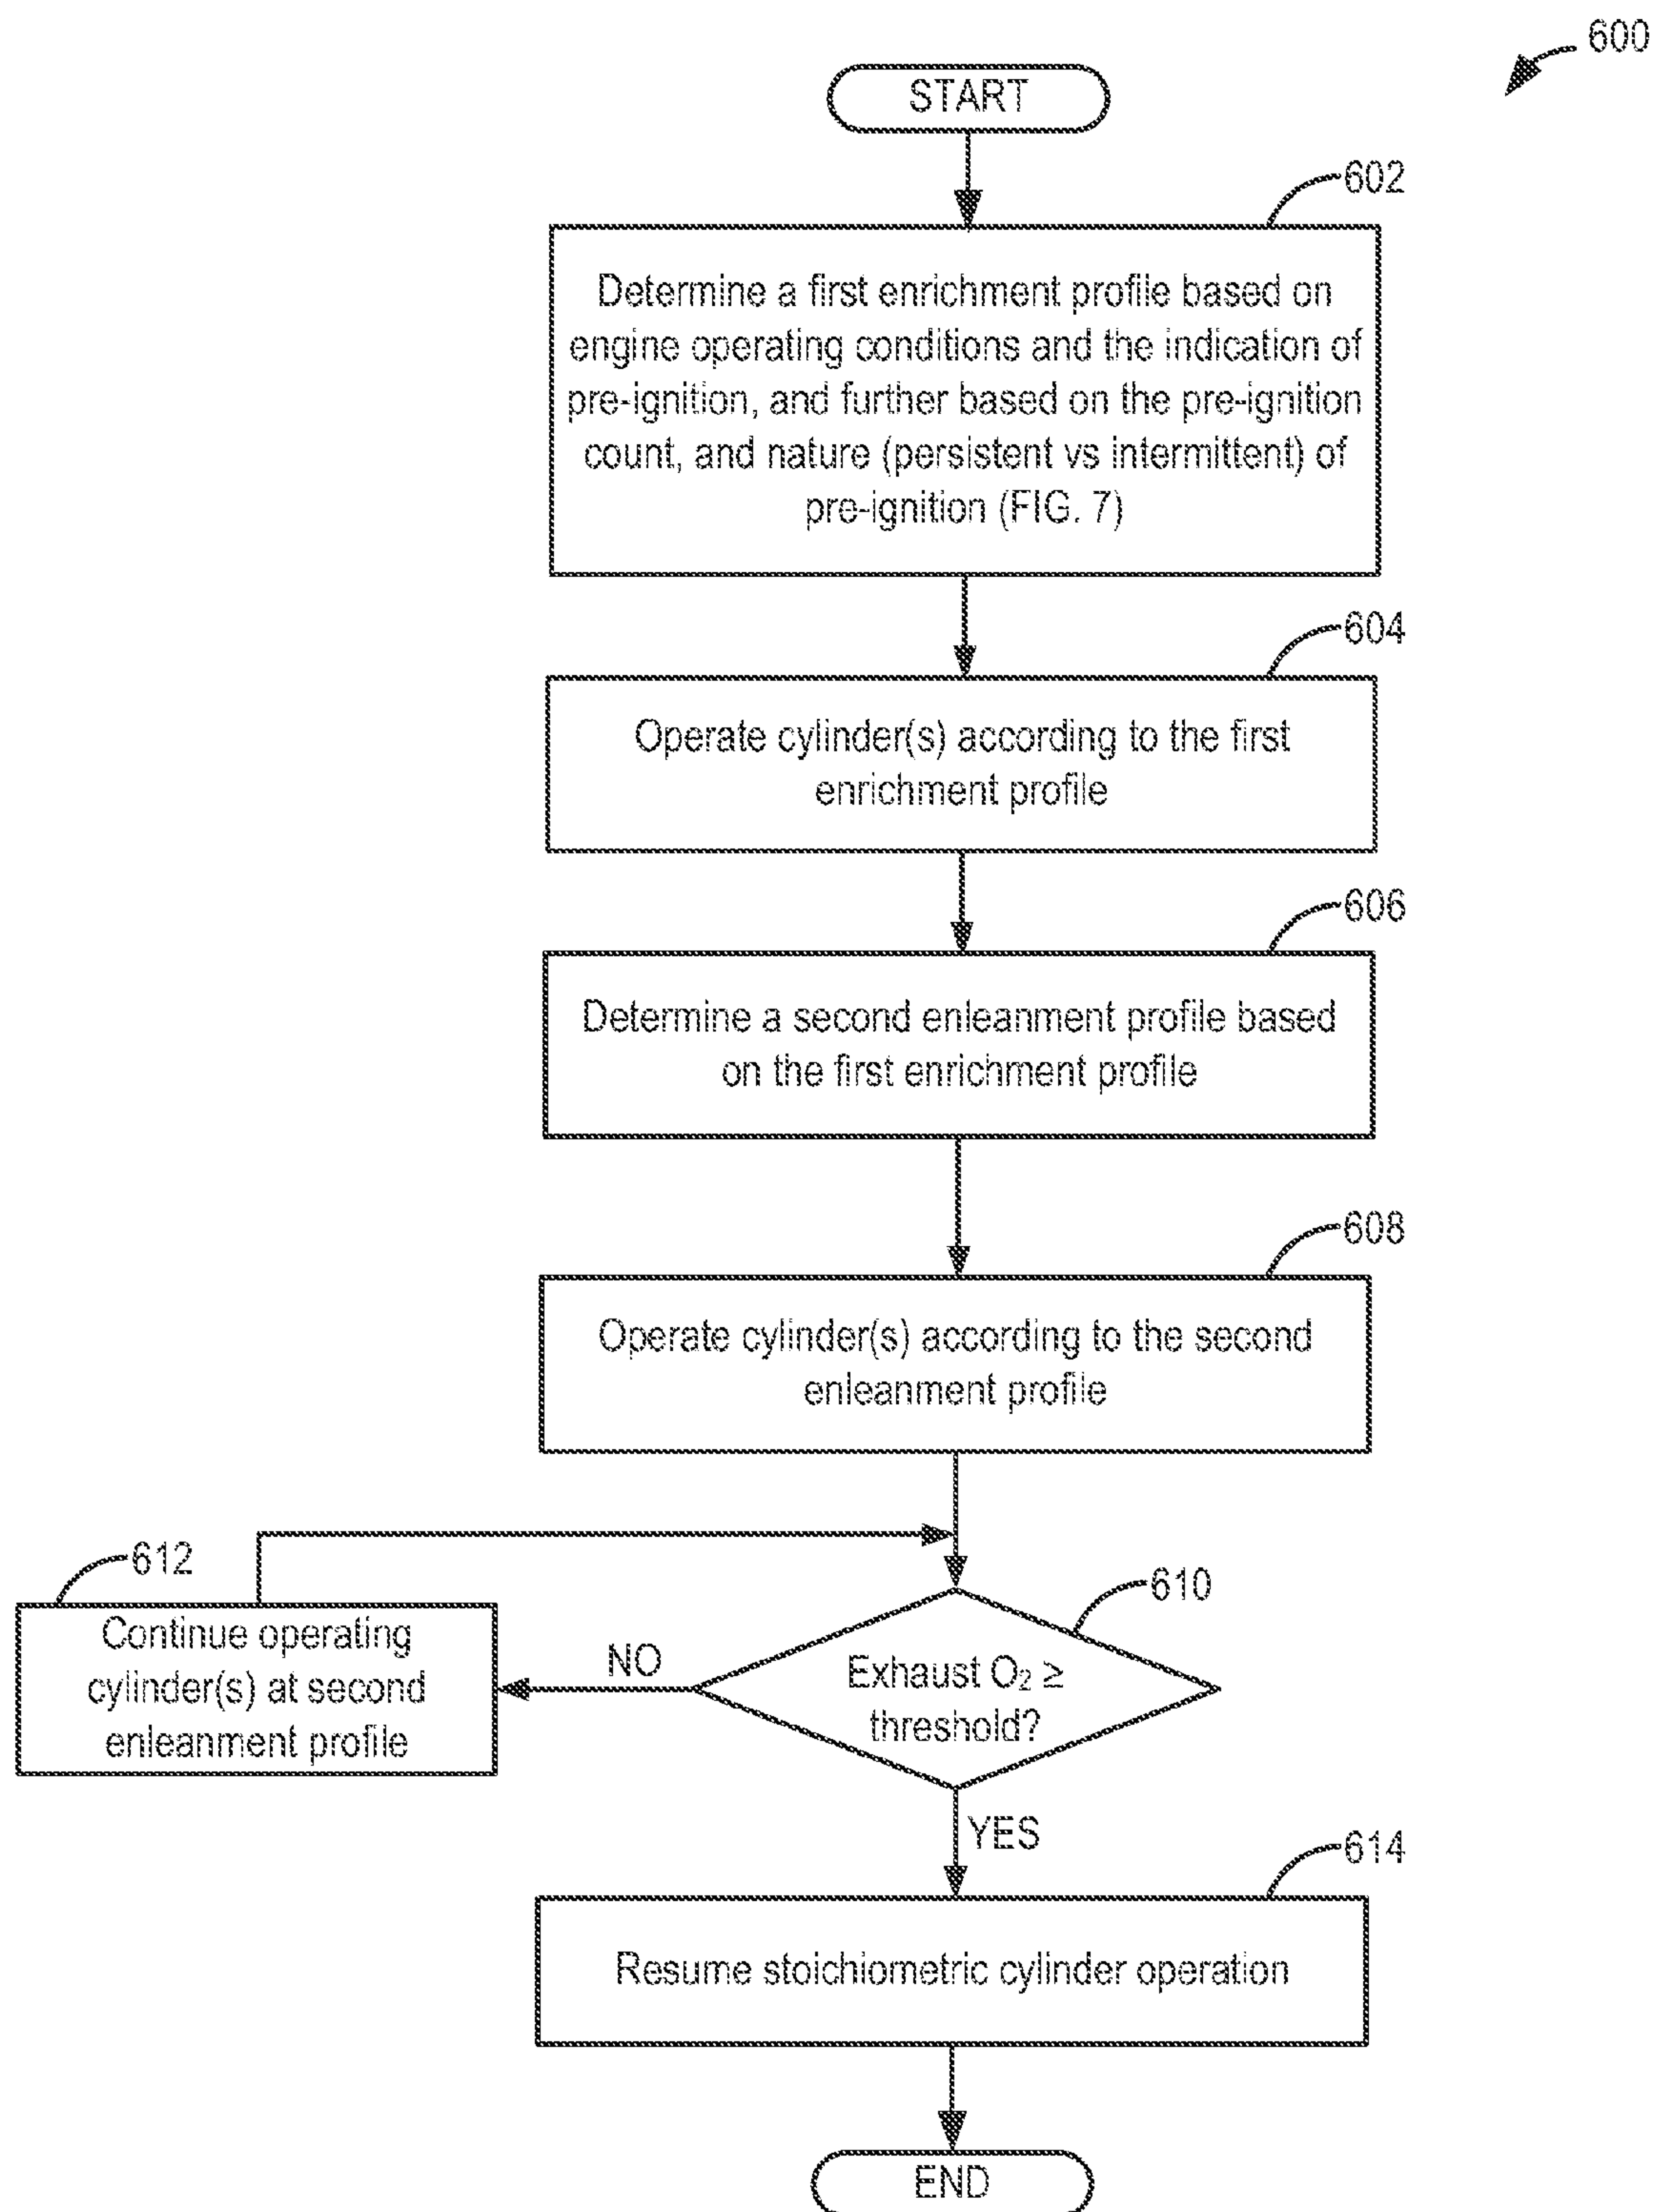 600
START
602
Determine a first enrichment profile based on
engine operating conditions and the indication of
pre-ignition, and further based on the pre-ignition
count, and nature (persistent vs intermittent) of
pre-ignition (FIG. 7)
604
Operate cylinder(s) according to the first
enrichment profile
606
Determine a second enleanment profile based
on the first enrichment profile
608
Operate cylinder(s) according to the second
enleanment profile
612
Continue operating
cylinder(s) at second
enleanment profile
NO
610
Exhaust O₂ ≥
threshold?
YES
614
Resume stoichiometric cylinder operation
END